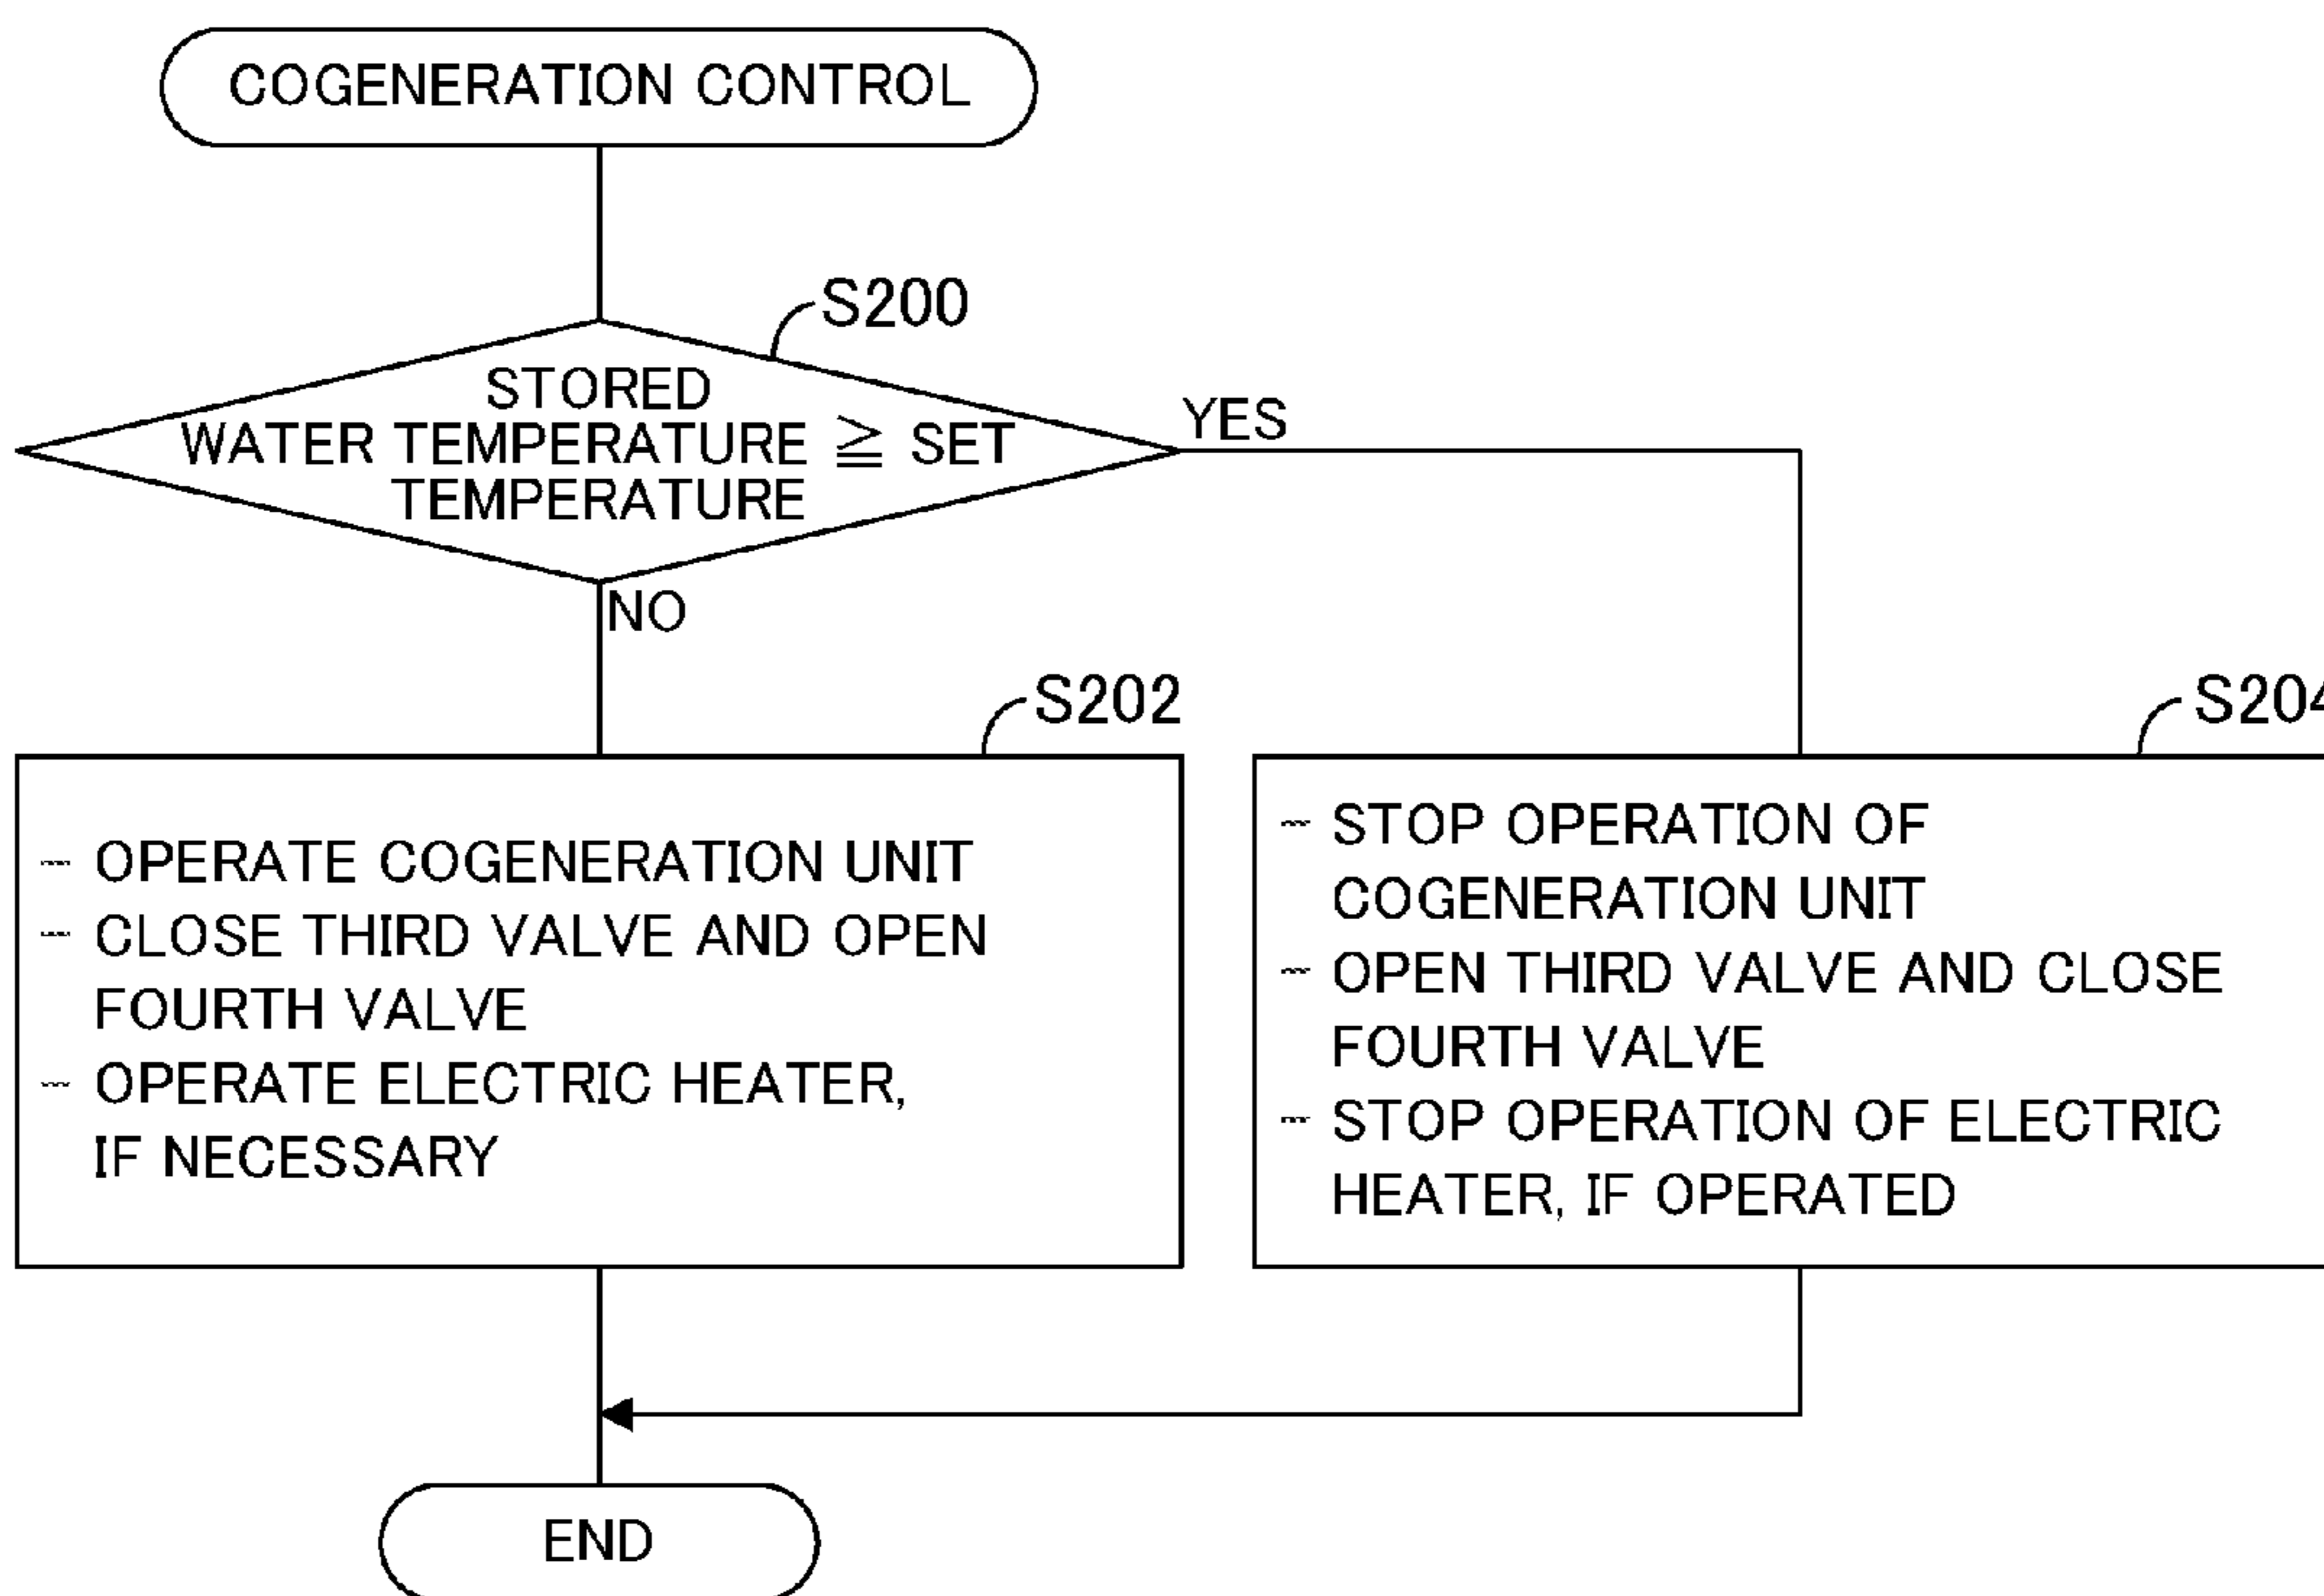 COGENERATION CONTROL
S200
STORED
WATER TEMPERATURE ≧ SET
TEMPERATURE
YES
NO
S202
- OPERATE COGENERATION UNIT
- CLOSE THIRD VALVE AND OPEN
FOURTH VALVE
- OPERATE ELECTRIC HEATER,
IF NECESSARY
S204
- STOP OPERATION OF
COGENERATION UNIT
- OPEN THIRD VALVE AND CLOSE
FOURTH VALVE
- STOP OPERATION OF ELECTRIC
HEATER, IF OPERATED
END